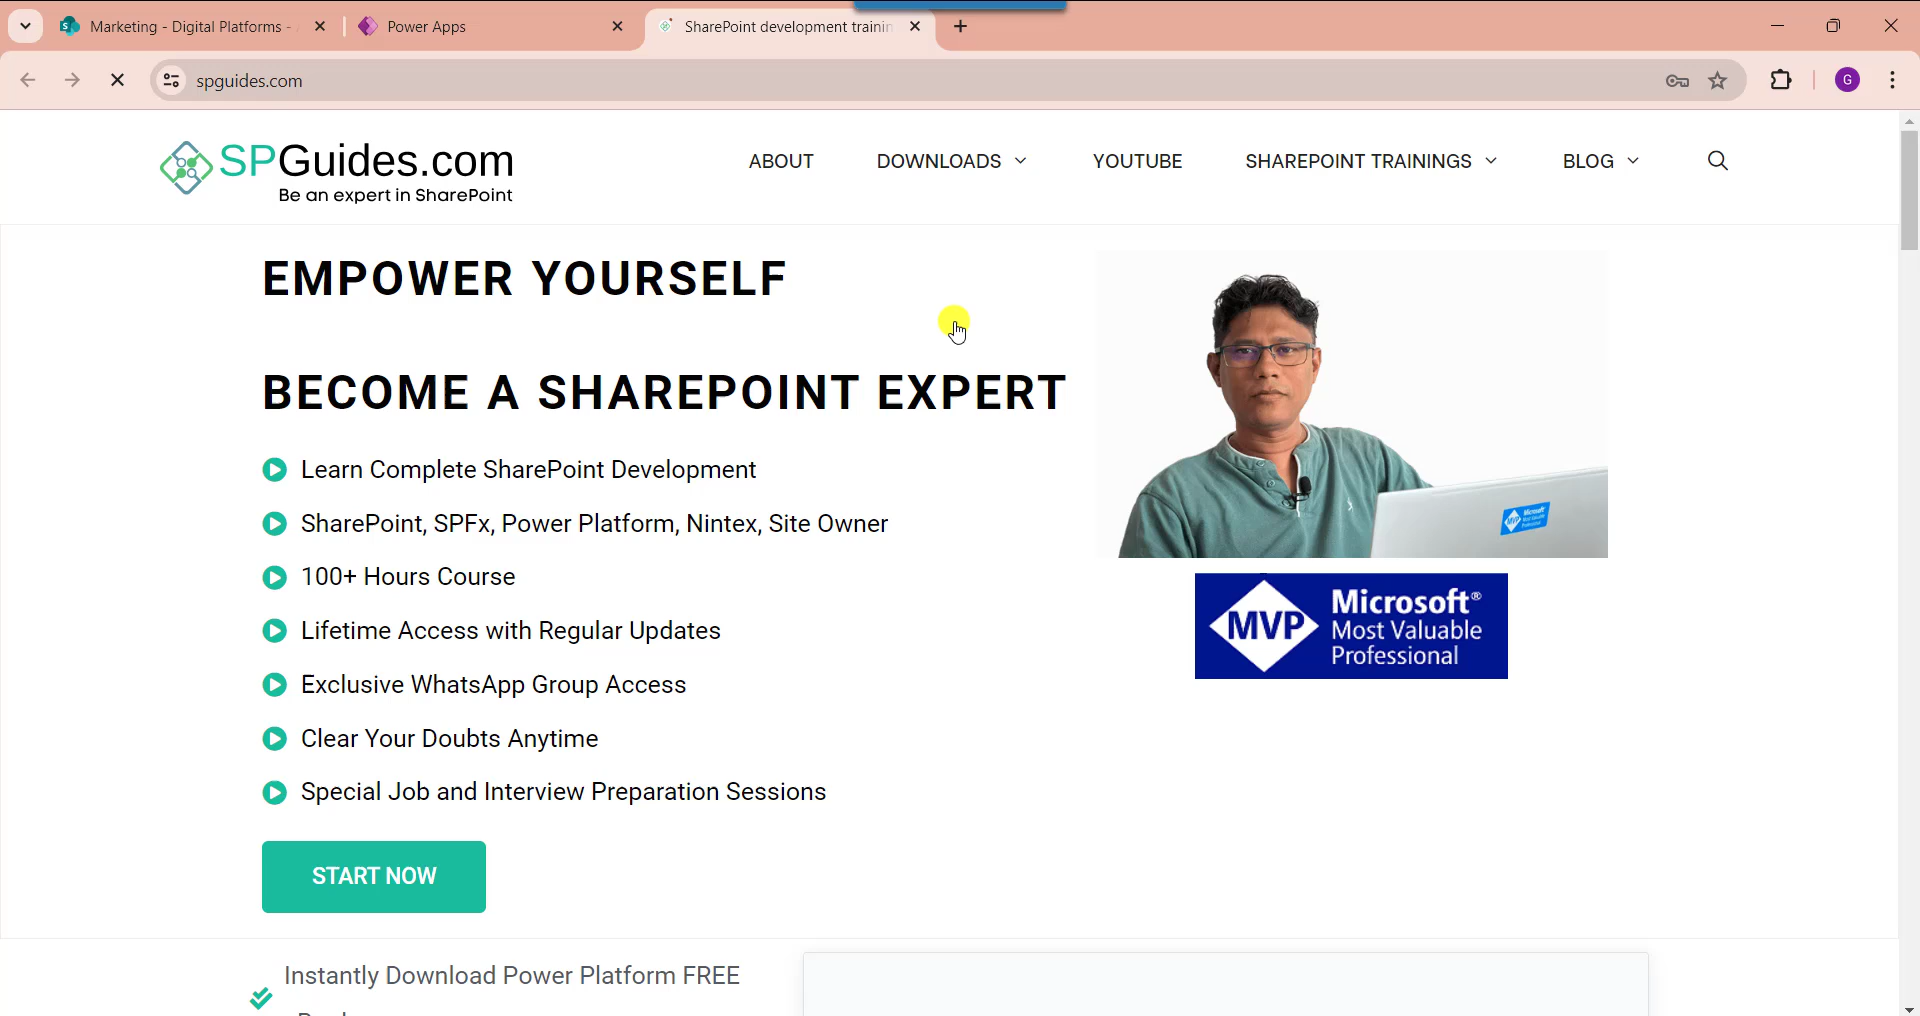 Marketing - Digital Platforms -
Power Apps
SharePoint development trainin
spguides.com
G
SPGuides.com
Be an expert in SharePoint
ABOUT
DOWNLOADS
YOUTUBE
SHAREPOINT TRAININGS
BLOG
EMPOWER YOURSELF
BECOME A SHAREPOINT EXPERT
Learn Complete SharePoint Development
SharePoint, SPFx, Power Platform, Nintex, Site Owner
100+ Hours Course
Lifetime Access with Regular Updates
Exclusive WhatsApp Group Access
Clear Your Doubts Anytime
Special Job and Interview Preparation Sessions
START NOW
MVP
Microsoft®
Most Valuable
Professional
Instantly Download Power Platform FREE